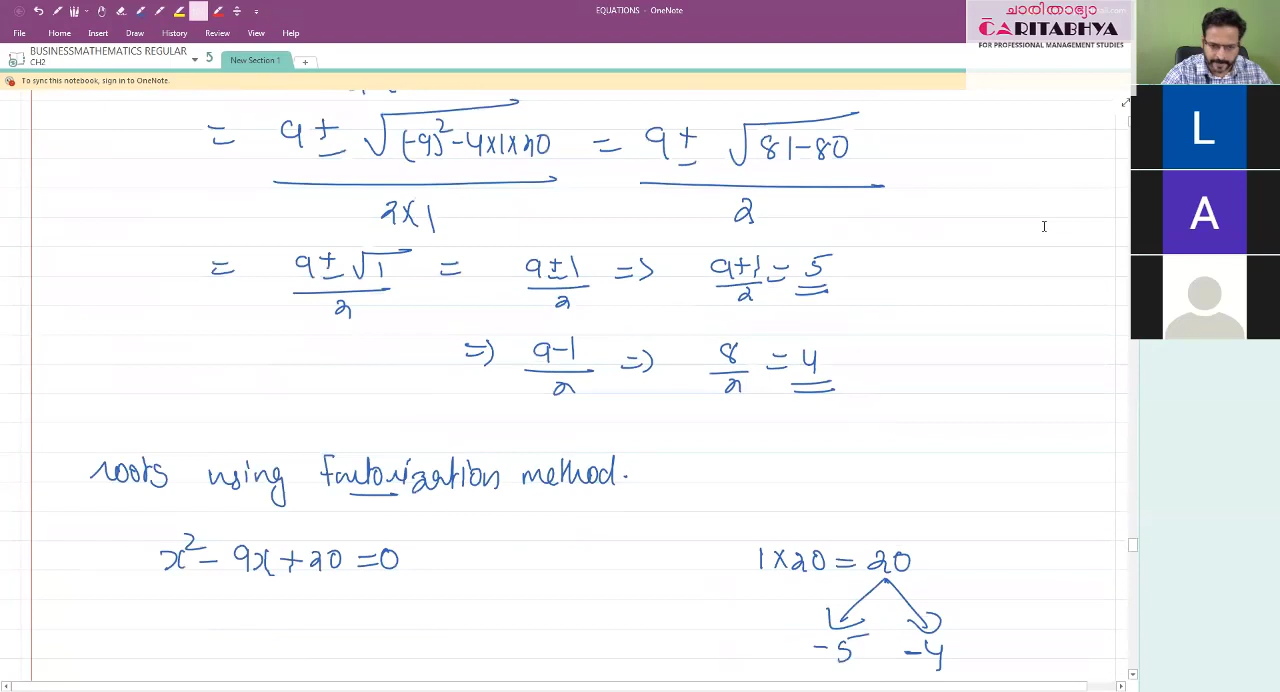 EQUATIONS - OneNote
ചാരിതാഭ്യാ
CARITABHYA
FOR PROFESSIONAL MANAGEMENT STUDIES
File Home Insert Draw History Review View Help
BUSINESSMATHEMATICS REGULAR CH2
5
New Section 1
+
To sync this notebook, sign in to OneNote.
= 9 ± √(-9)² - 4×1×20 / 2×1 = 9 ± √81-80 / 2
= 9 ± √1 / 2 = 9±1 / 2 => 9+1 / 2 = 5
=> 9-1 / 2 => 8 / 2 = 4
roots using factorization method.
x² - 9x + 20 = 0
1 × 20 = 20
-5 -4
L
A